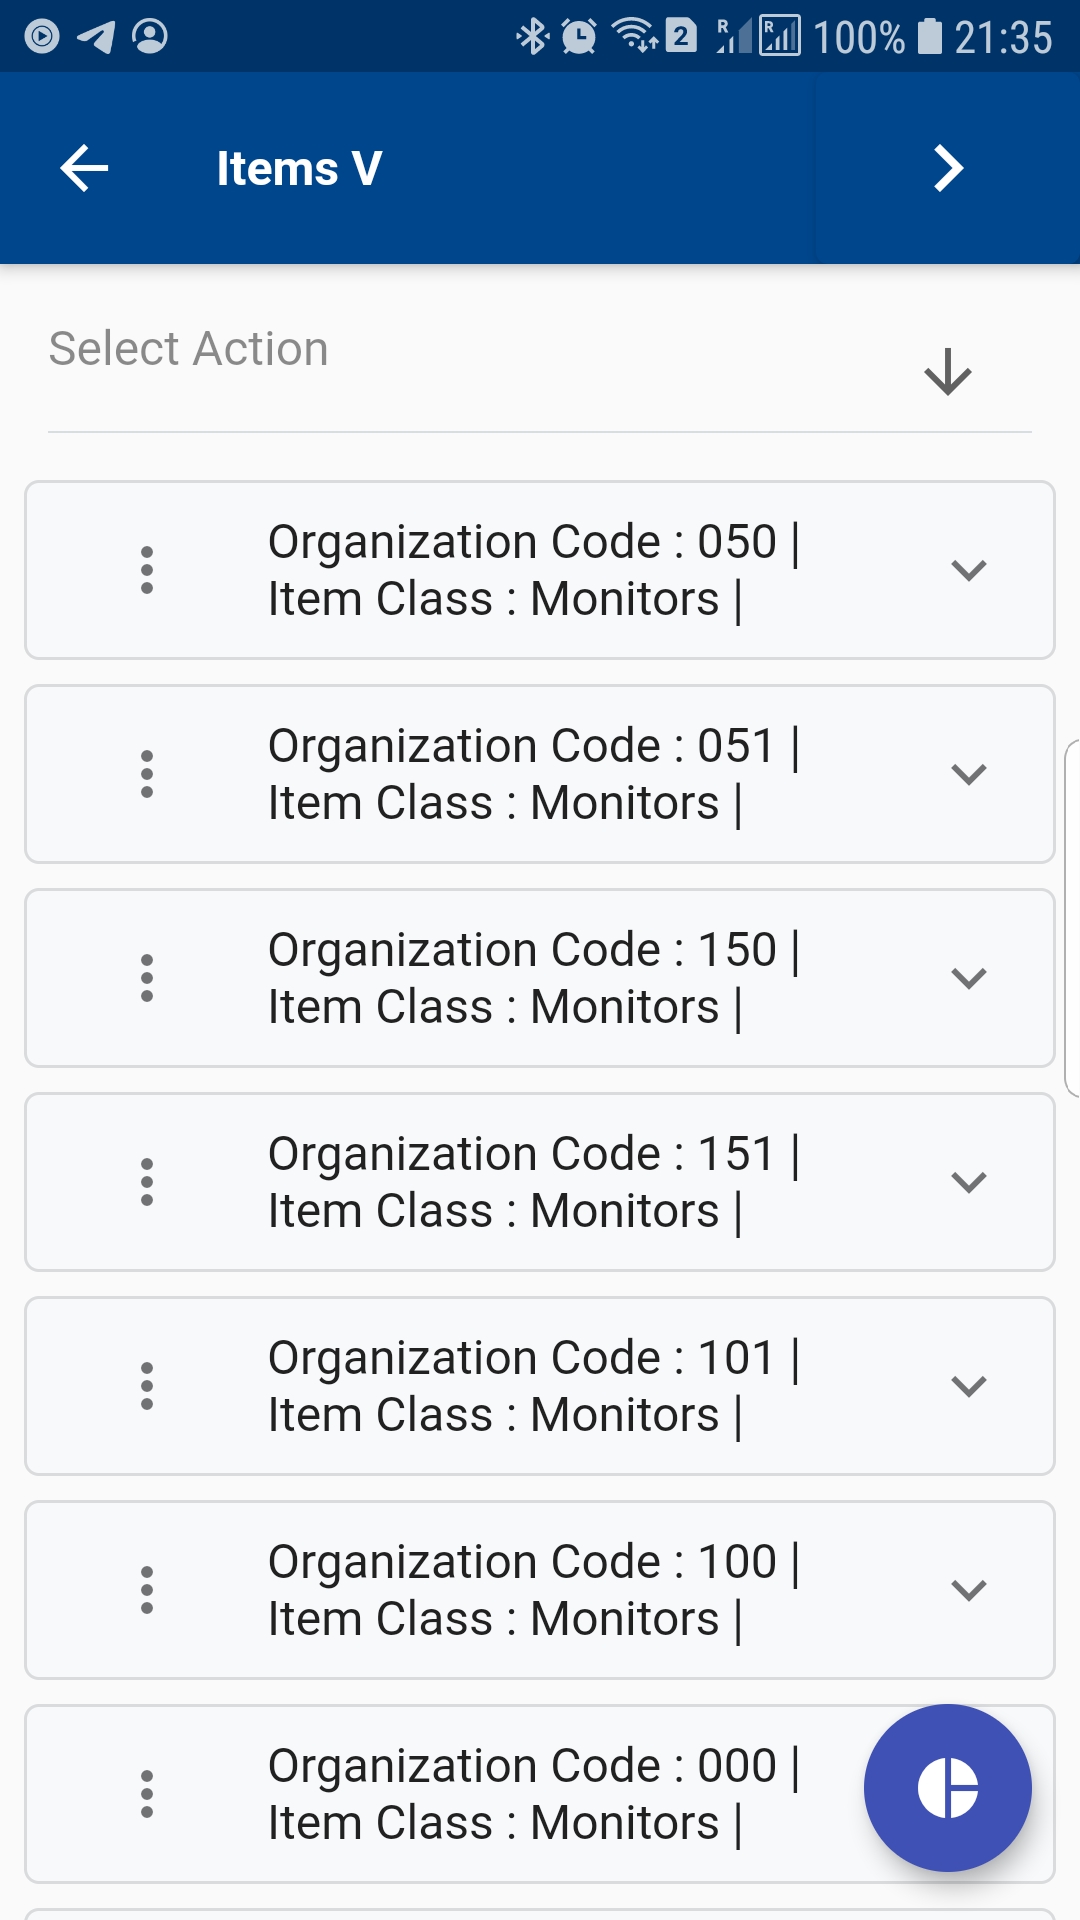 2 R R 100% 21:35
Items V
Select Action
Organization Code : 050 |
Item Class : Monitors |
Organization Code : 051 |
Item Class : Monitors |
Organization Code : 150 |
Item Class : Monitors |
Organization Code : 151 |
Item Class : Monitors |
Organization Code : 101 |
Item Class : Monitors |
Organization Code : 100 |
Item Class : Monitors |
Organization Code : 000 |
Item Class : Monitors |